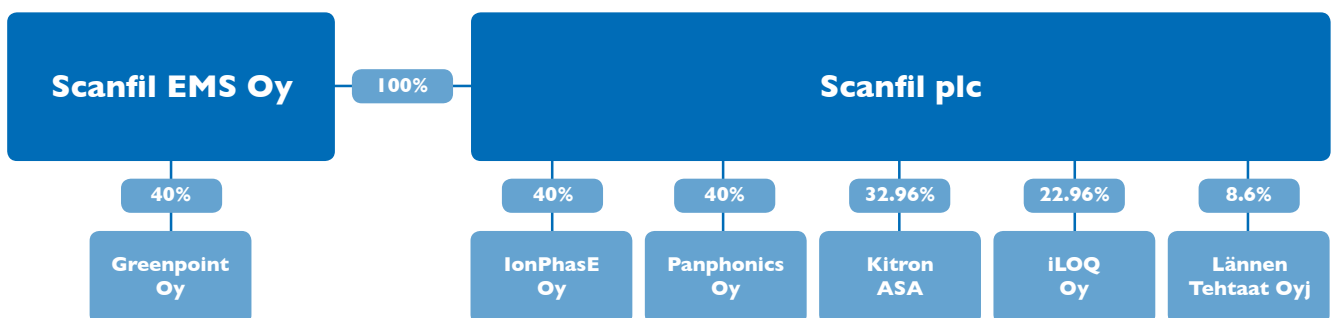 Scanfil EMS Oy
100%
Scanfil plc
40%
40%
40%
32.96%
22.96%
8.6%
Greenpoint
Oy
IonPhasE
Oy
Panphonics
Oy
Kitron
ASA
iLOQ
Oy
Lännen
Tehtaat Oyj